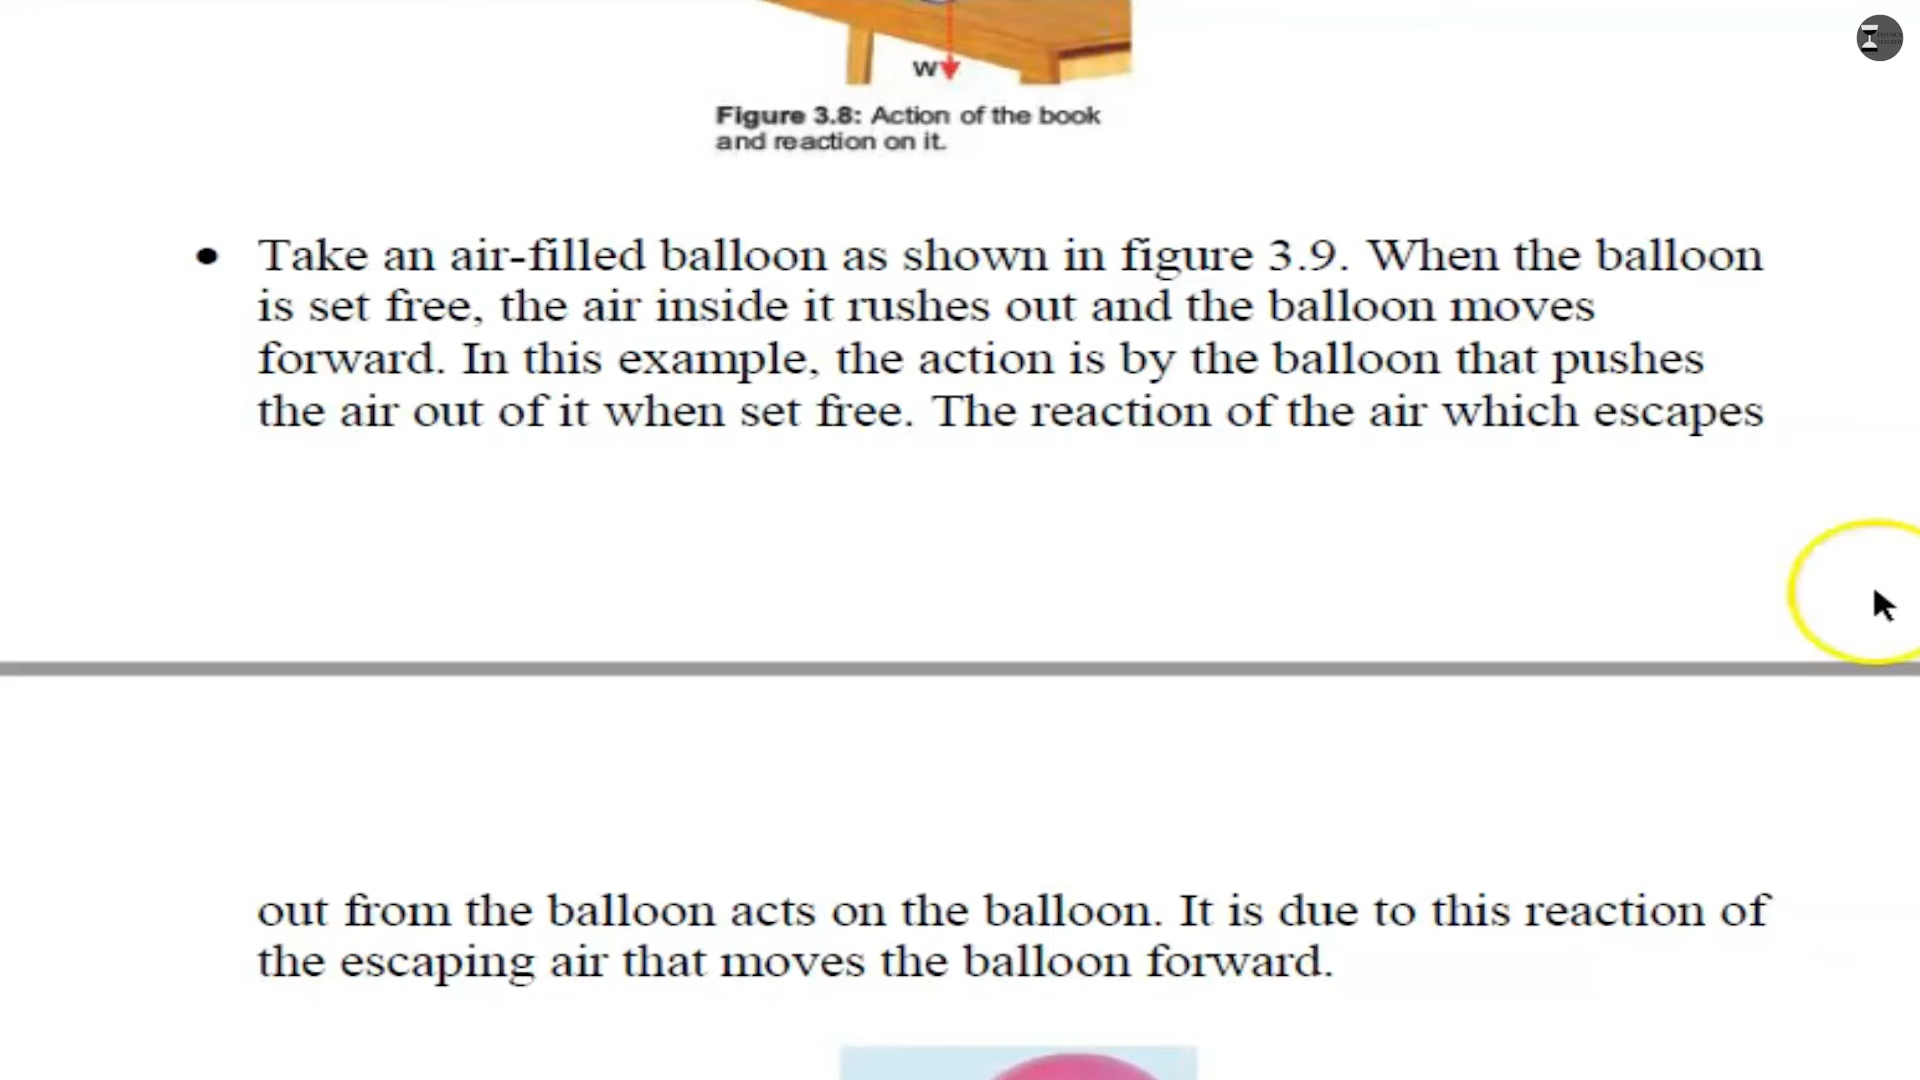 W
Figure 3.8: Action of the book
and reaction on it.
• Take an air-filled balloon as shown in figure 3.9. When the balloon
is set free, the air inside it rushes out and the balloon moves
forward. In this example, the action is by the balloon that pushes
the air out of it when set free. The reaction of the air which escapes
out from the balloon acts on the balloon. It is due to this reaction of
the escaping air that moves the balloon forward.